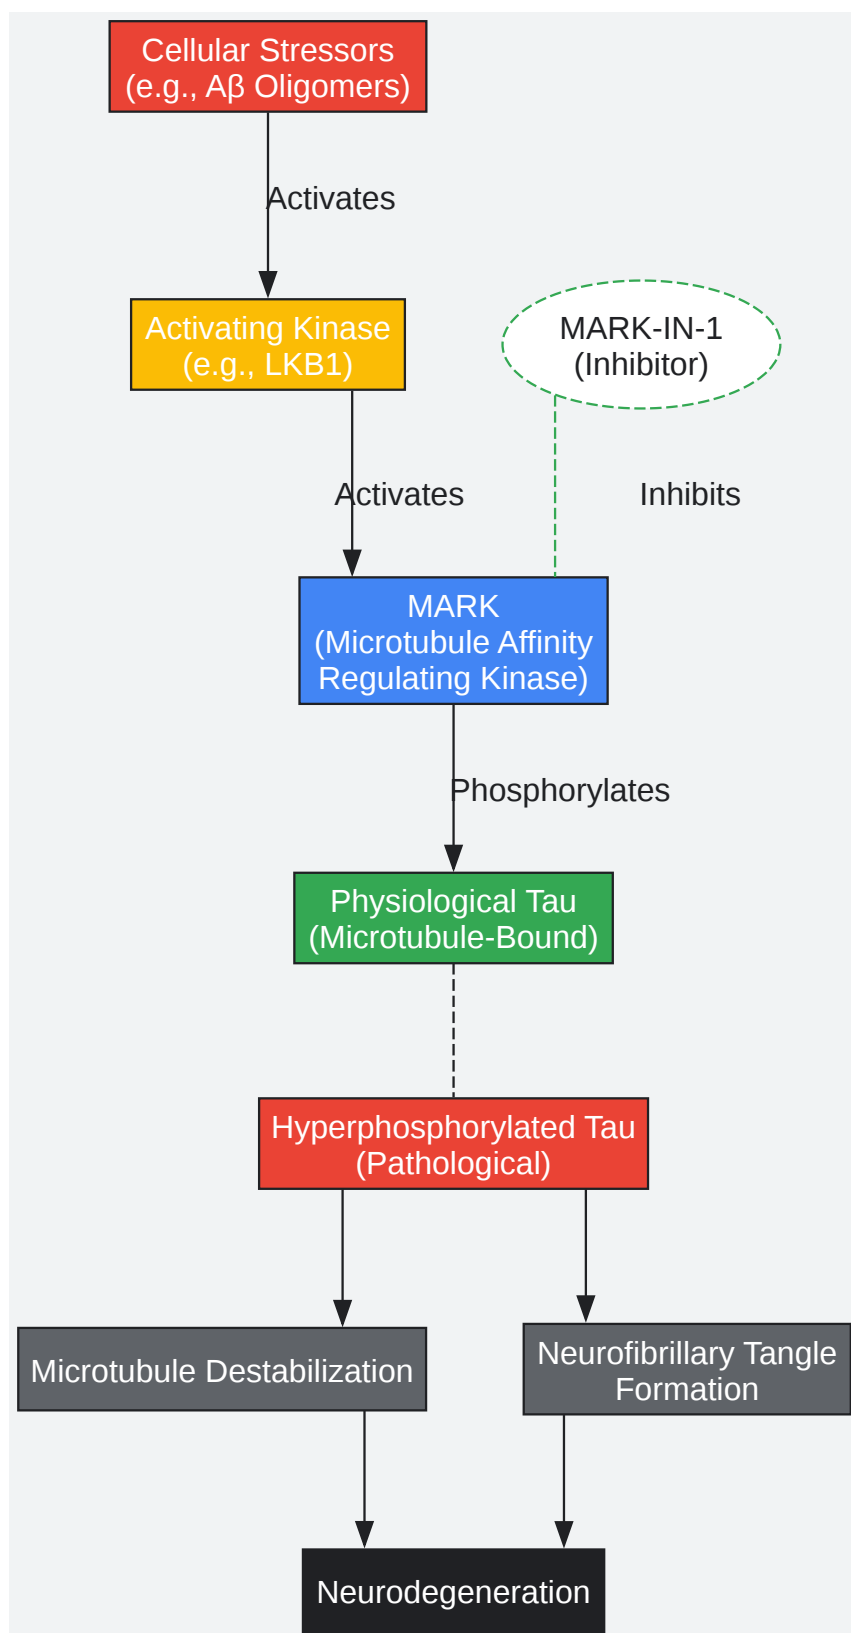 Cellular Stressors
(e.g., Aβ Oligomers)
Activates
Activating Kinase
(e.g., LKB1)
MARK-IN-1
(Inhibitor)
Activates
Inhibits
MARK
(Microtubule Affinity
Regulating Kinase)
Phosphorylates
Physiological Tau
(Microtubule-Bound)
Hyperphosphorylated Tau
(Pathological)
Microtubule Destabilization
Neurofibrillary Tangle
Formation
Neurodegeneration